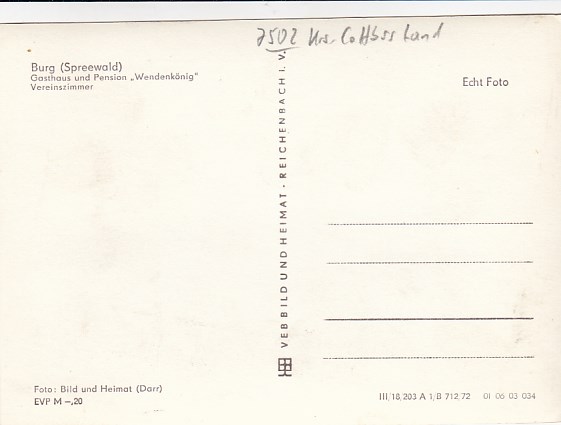 7502 Krs. Cottbus Land
Burg (Spreewald)
Gasthaus und Pension „Wendenkönig"
Vereinszimmer
Echt Foto
VEB BILD UND HEIMAT · REICHENBACH I. V.
Foto: Bild und Heimat (Darr)
EVP M –,20
III/18/203 A 1/B 712/72 01 06 03 034